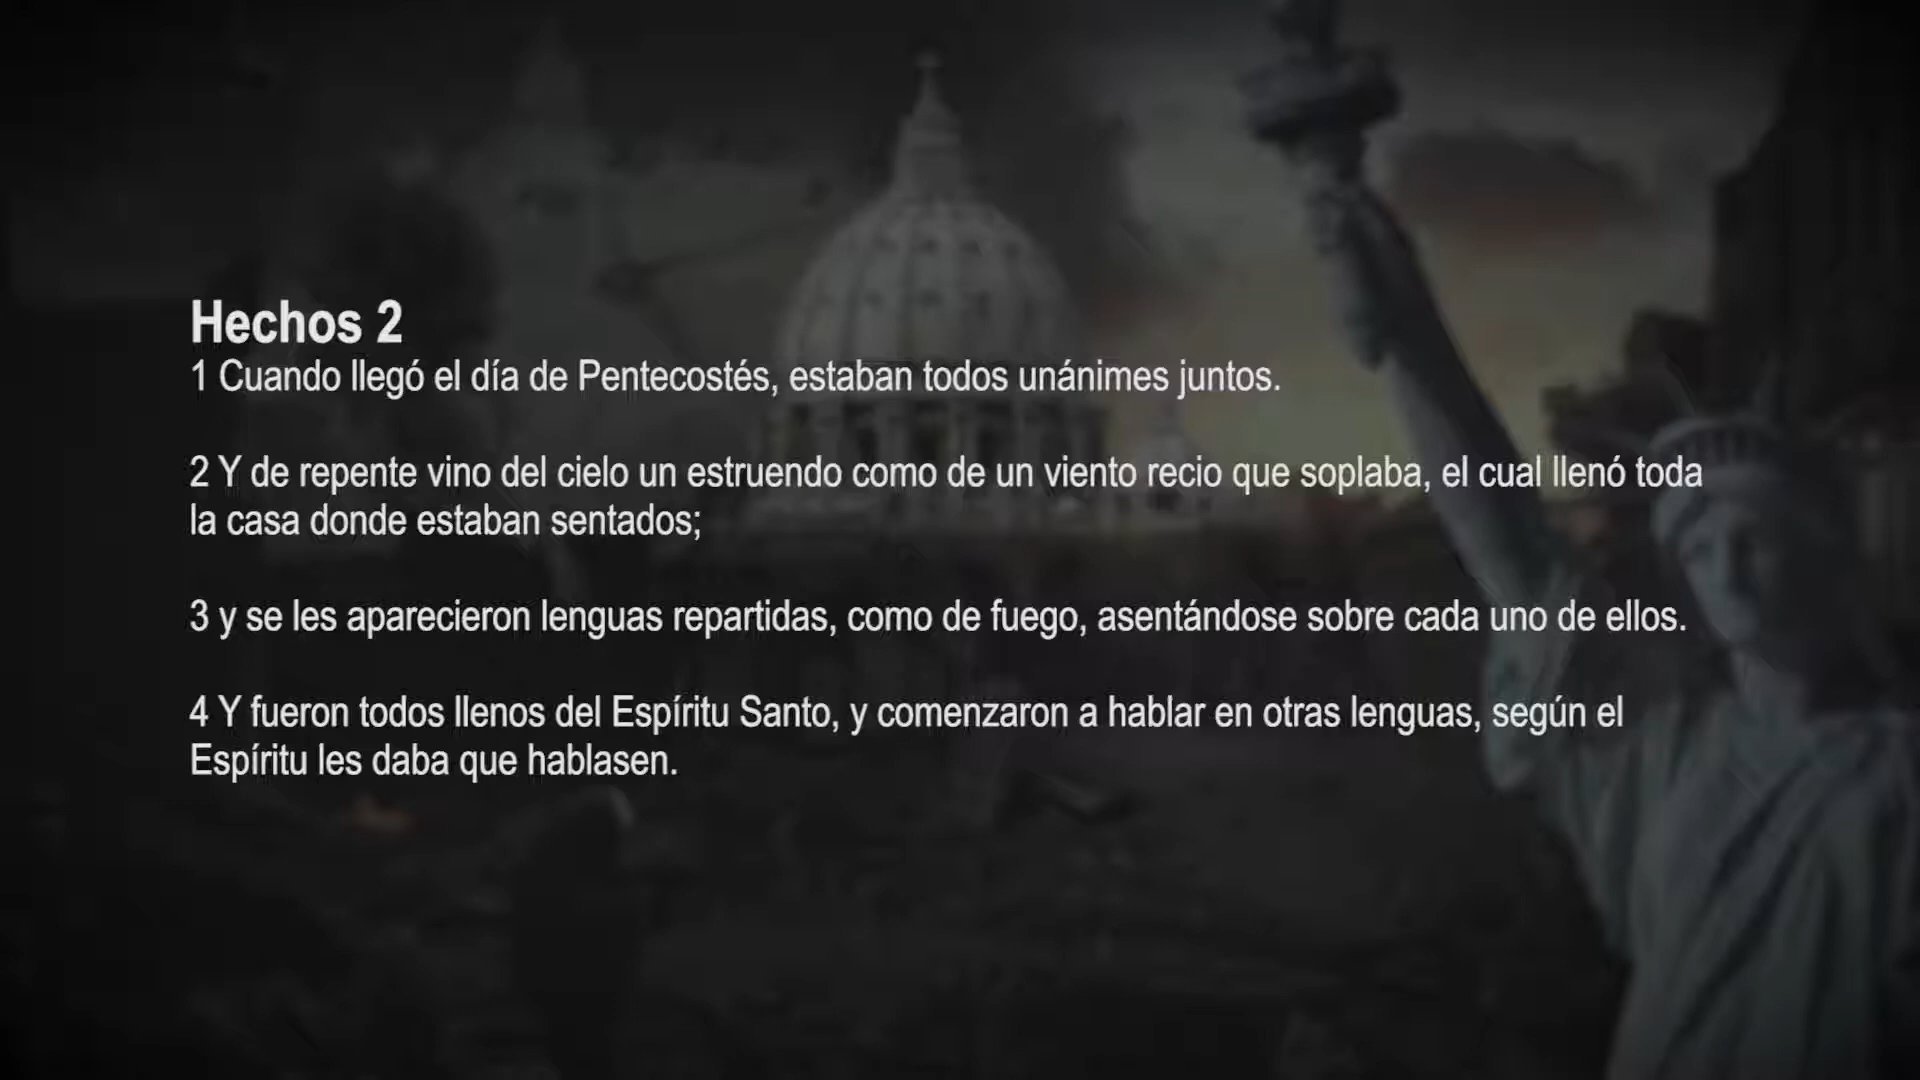 Hechos 2
1 Cuando llegó el día de Pentecostés, estaban todos unánimes juntos.
2 Y de repente vino del cielo un estruendo como de un viento recio que soplaba, el cual llenó toda
la casa donde estaban sentados;
3 y se les aparecieron lenguas repartidas, como de fuego, asentándose sobre cada uno de ellos.
4 Y fueron todos llenos del Espíritu Santo, y comenzaron a hablar en otras lenguas, según el
Espíritu les daba que hablasen.